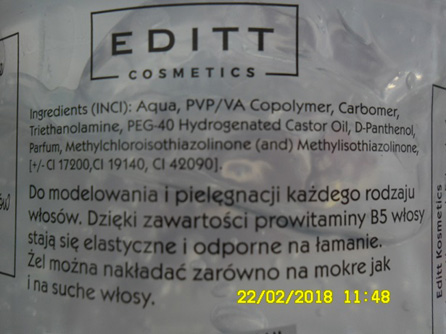 EDITT
COSMETICS
Ingredients (INCI): Aqua, PVP/VA Copolymer, Carbomer,
Triethanolamine, PEG-40 Hydrogenated Castor Oil, D-Panthenol,
Parfum, Methylchloroisothiazolinone (and) Methylisothiazolinone,
[+/- CI 17200,CI 19140, CI 42090].
Do modelowania i pielęgnacji każdego rodzaju
włosów. Dzięki zawartości prowitaminy B5 włosy
stają się elastyczne i odporne na łamanie.
Żel można nakładać zarówno na mokre jak
i na suche włosy.
Editt Kosmetics
22/02/2018 11:48